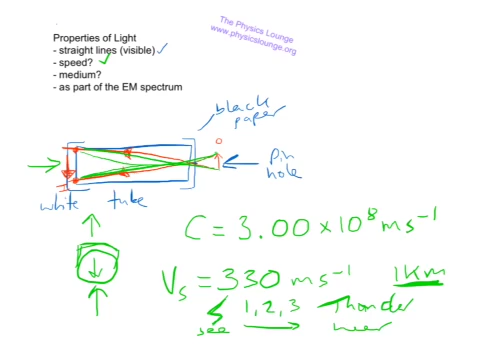 The Physics Lounge
www.physicslounge.org
Properties of Light
- straight lines (visible)
- speed?
- medium?
- as part of the EM spectrum
black
paper
pin
hole
white tube
C = 3.00 × 10⁸ ms⁻¹
Vs = 330 ms⁻¹ 1Km
1, 2, 3 Thonder
see hear